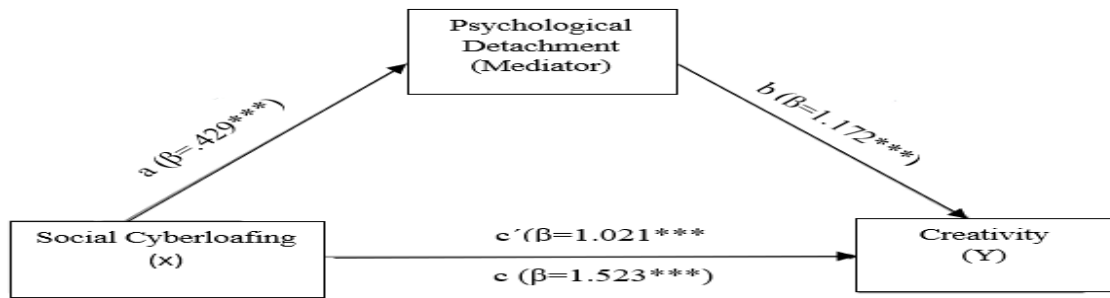 Psychological
Detachment
(Mediator)
a (β=.429***)
b (β=1.172***)
Social Cyberloafing
(x)
c´(β=1.021***
c (β=1.523***)
Creativity
(Y)